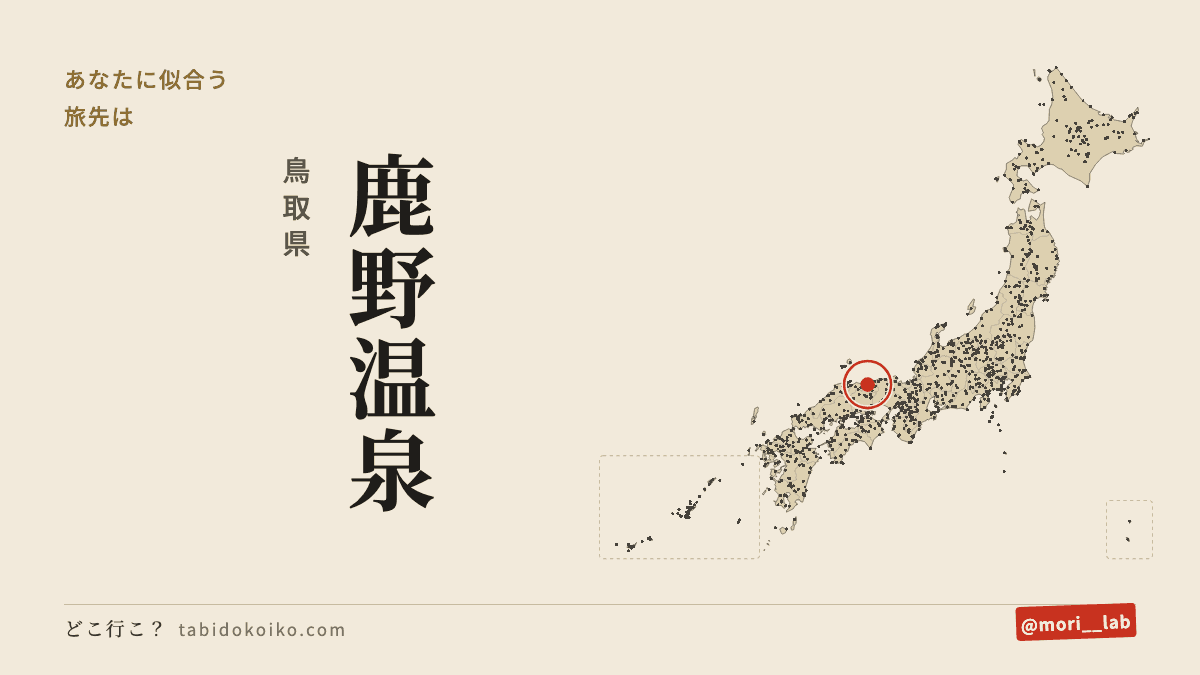 あなたに似合う
旅先は
鹿野温泉
鳥取県
どこ行こ？ tabidokoiko.com
@mori__lab